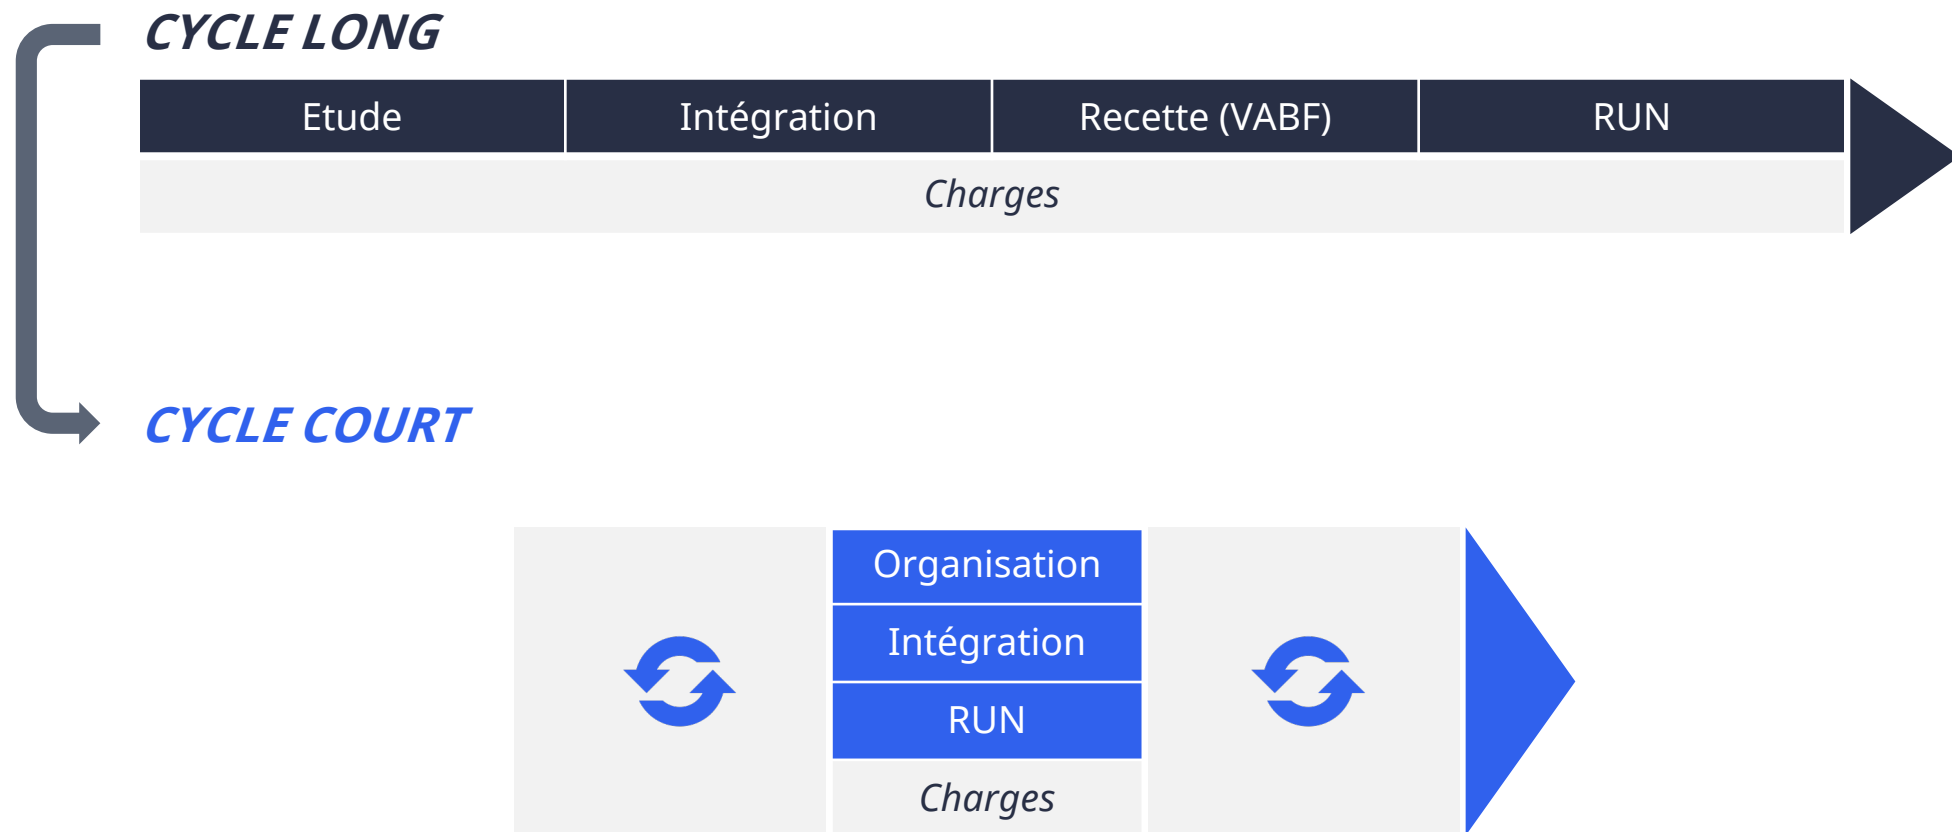 CYCLE LONG
Etude
Intégration
Recette (VABF)
RUN
Charges
CYCLE COURT
Organisation
Intégration
RUN
Charges